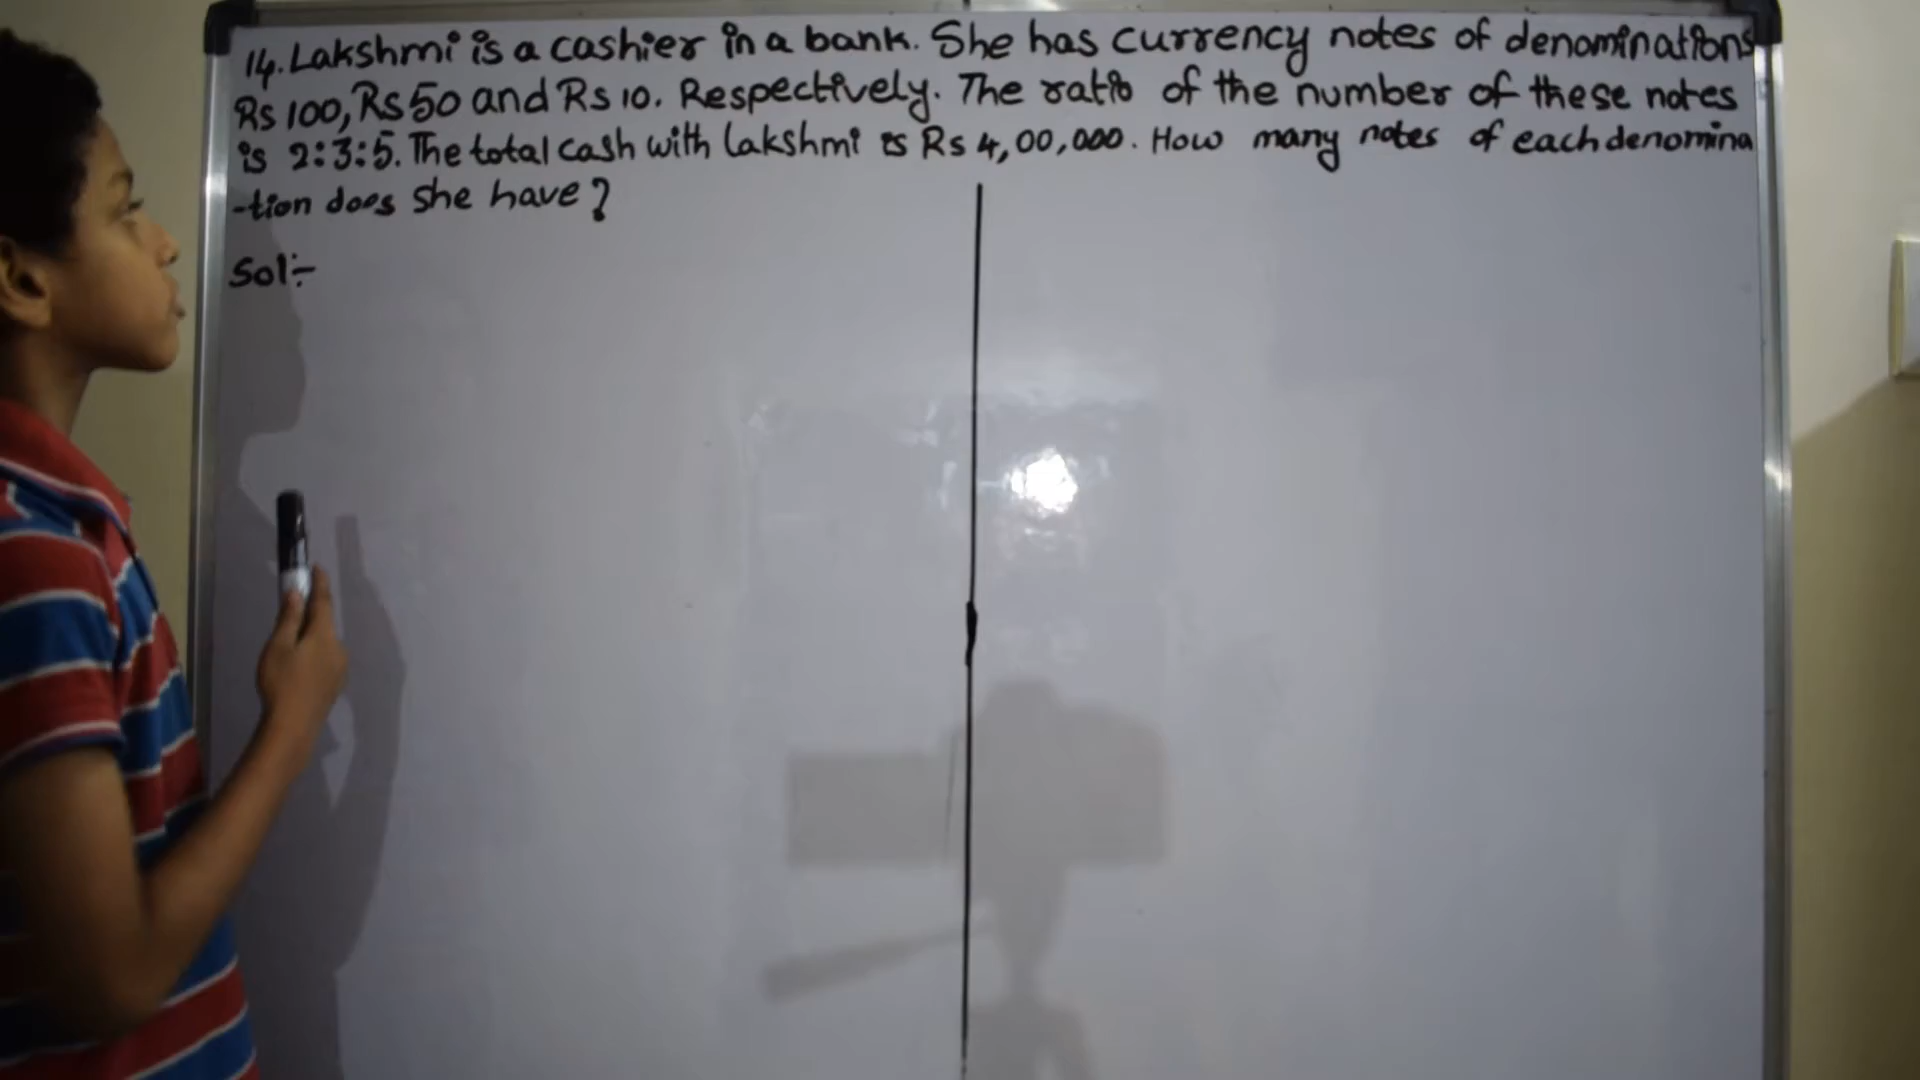 14. Lakshmi is a cashier in a bank. She has currency notes of denominations
Rs 100, Rs 50 and Rs 10. Respectively. The ratio of the number of these notes
is 2:3:5. The total cash with Lakshmi is Rs 4,00,000. How many notes of each denomina
-tion does she have?
Sol:-